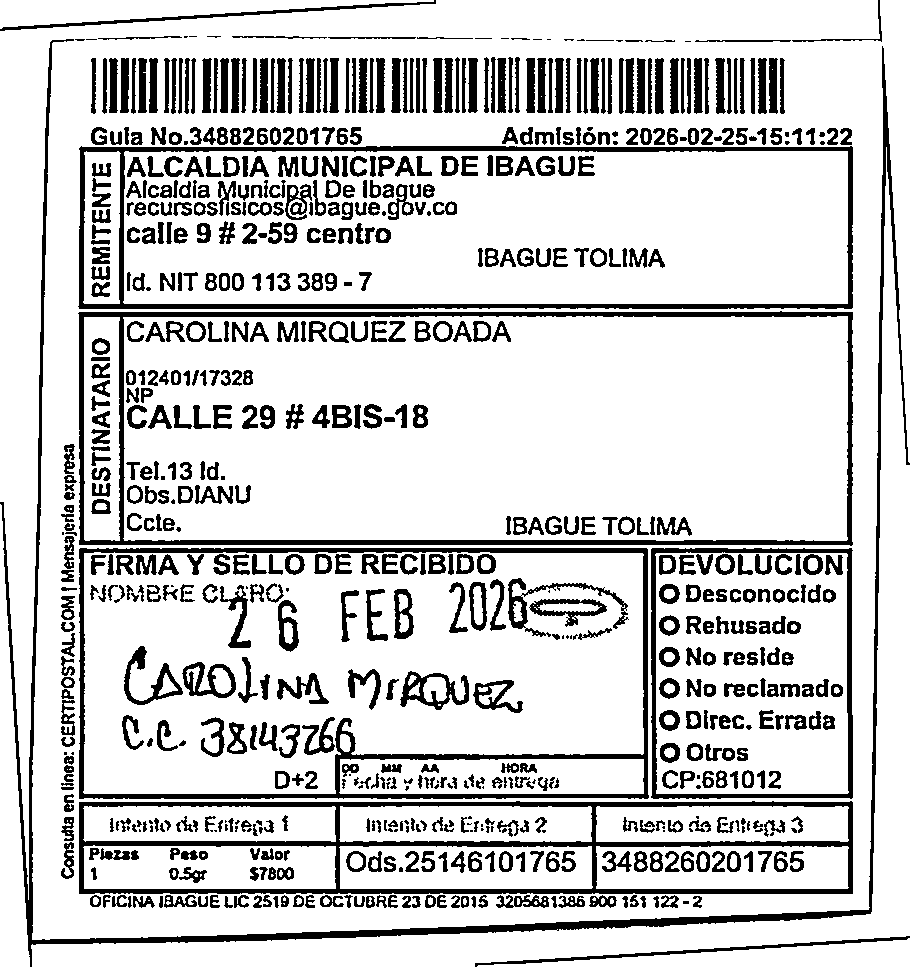 Guia No.3488260201765 Admisión: 2026-02-25-15:11:22
REMITENTE
ALCALDIA MUNICIPAL DE IBAGUE
Alcaldia Municipal De Ibague
recursosfisicos@ibague.gov.co
calle 9 # 2-59 centro
IBAGUE TOLIMA
Id. NIT 800 113 389 - 7
DESTINATARIO
CAROLINA MIRQUEZ BOADA
012401/17328
NP
CALLE 29 # 4BIS-18
Tel.13 Id.
Obs.DIANU
Ccte.
IBAGUE TOLIMA
Consulta en linea: CERTIPOSTAL.COM | Mensajeria expresa
FIRMA Y SELLO DE RECIBIDO
NOMBRE CLARO:
26 FEB 2026
CAROLINA MIRQUEZ
C.C. 38143266
D+2
DD MM AA HORA
Fecha y hora de entrega
DEVOLUCION
Desconocido
Rehusado
No reside
No reclamado
Direc. Errada
Otros
CP:681012
Intento de Entrega 1 Intento de Entrega 2 Intento de Entrega 3
Piezas Peso Valor
1 0.5gr $7800
Ods.25146101765 3488260201765
OFICINA IBAGUE LIC 2519 DE OCTUBRE 23 DE 2015 3205681386 900 151 122 - 2